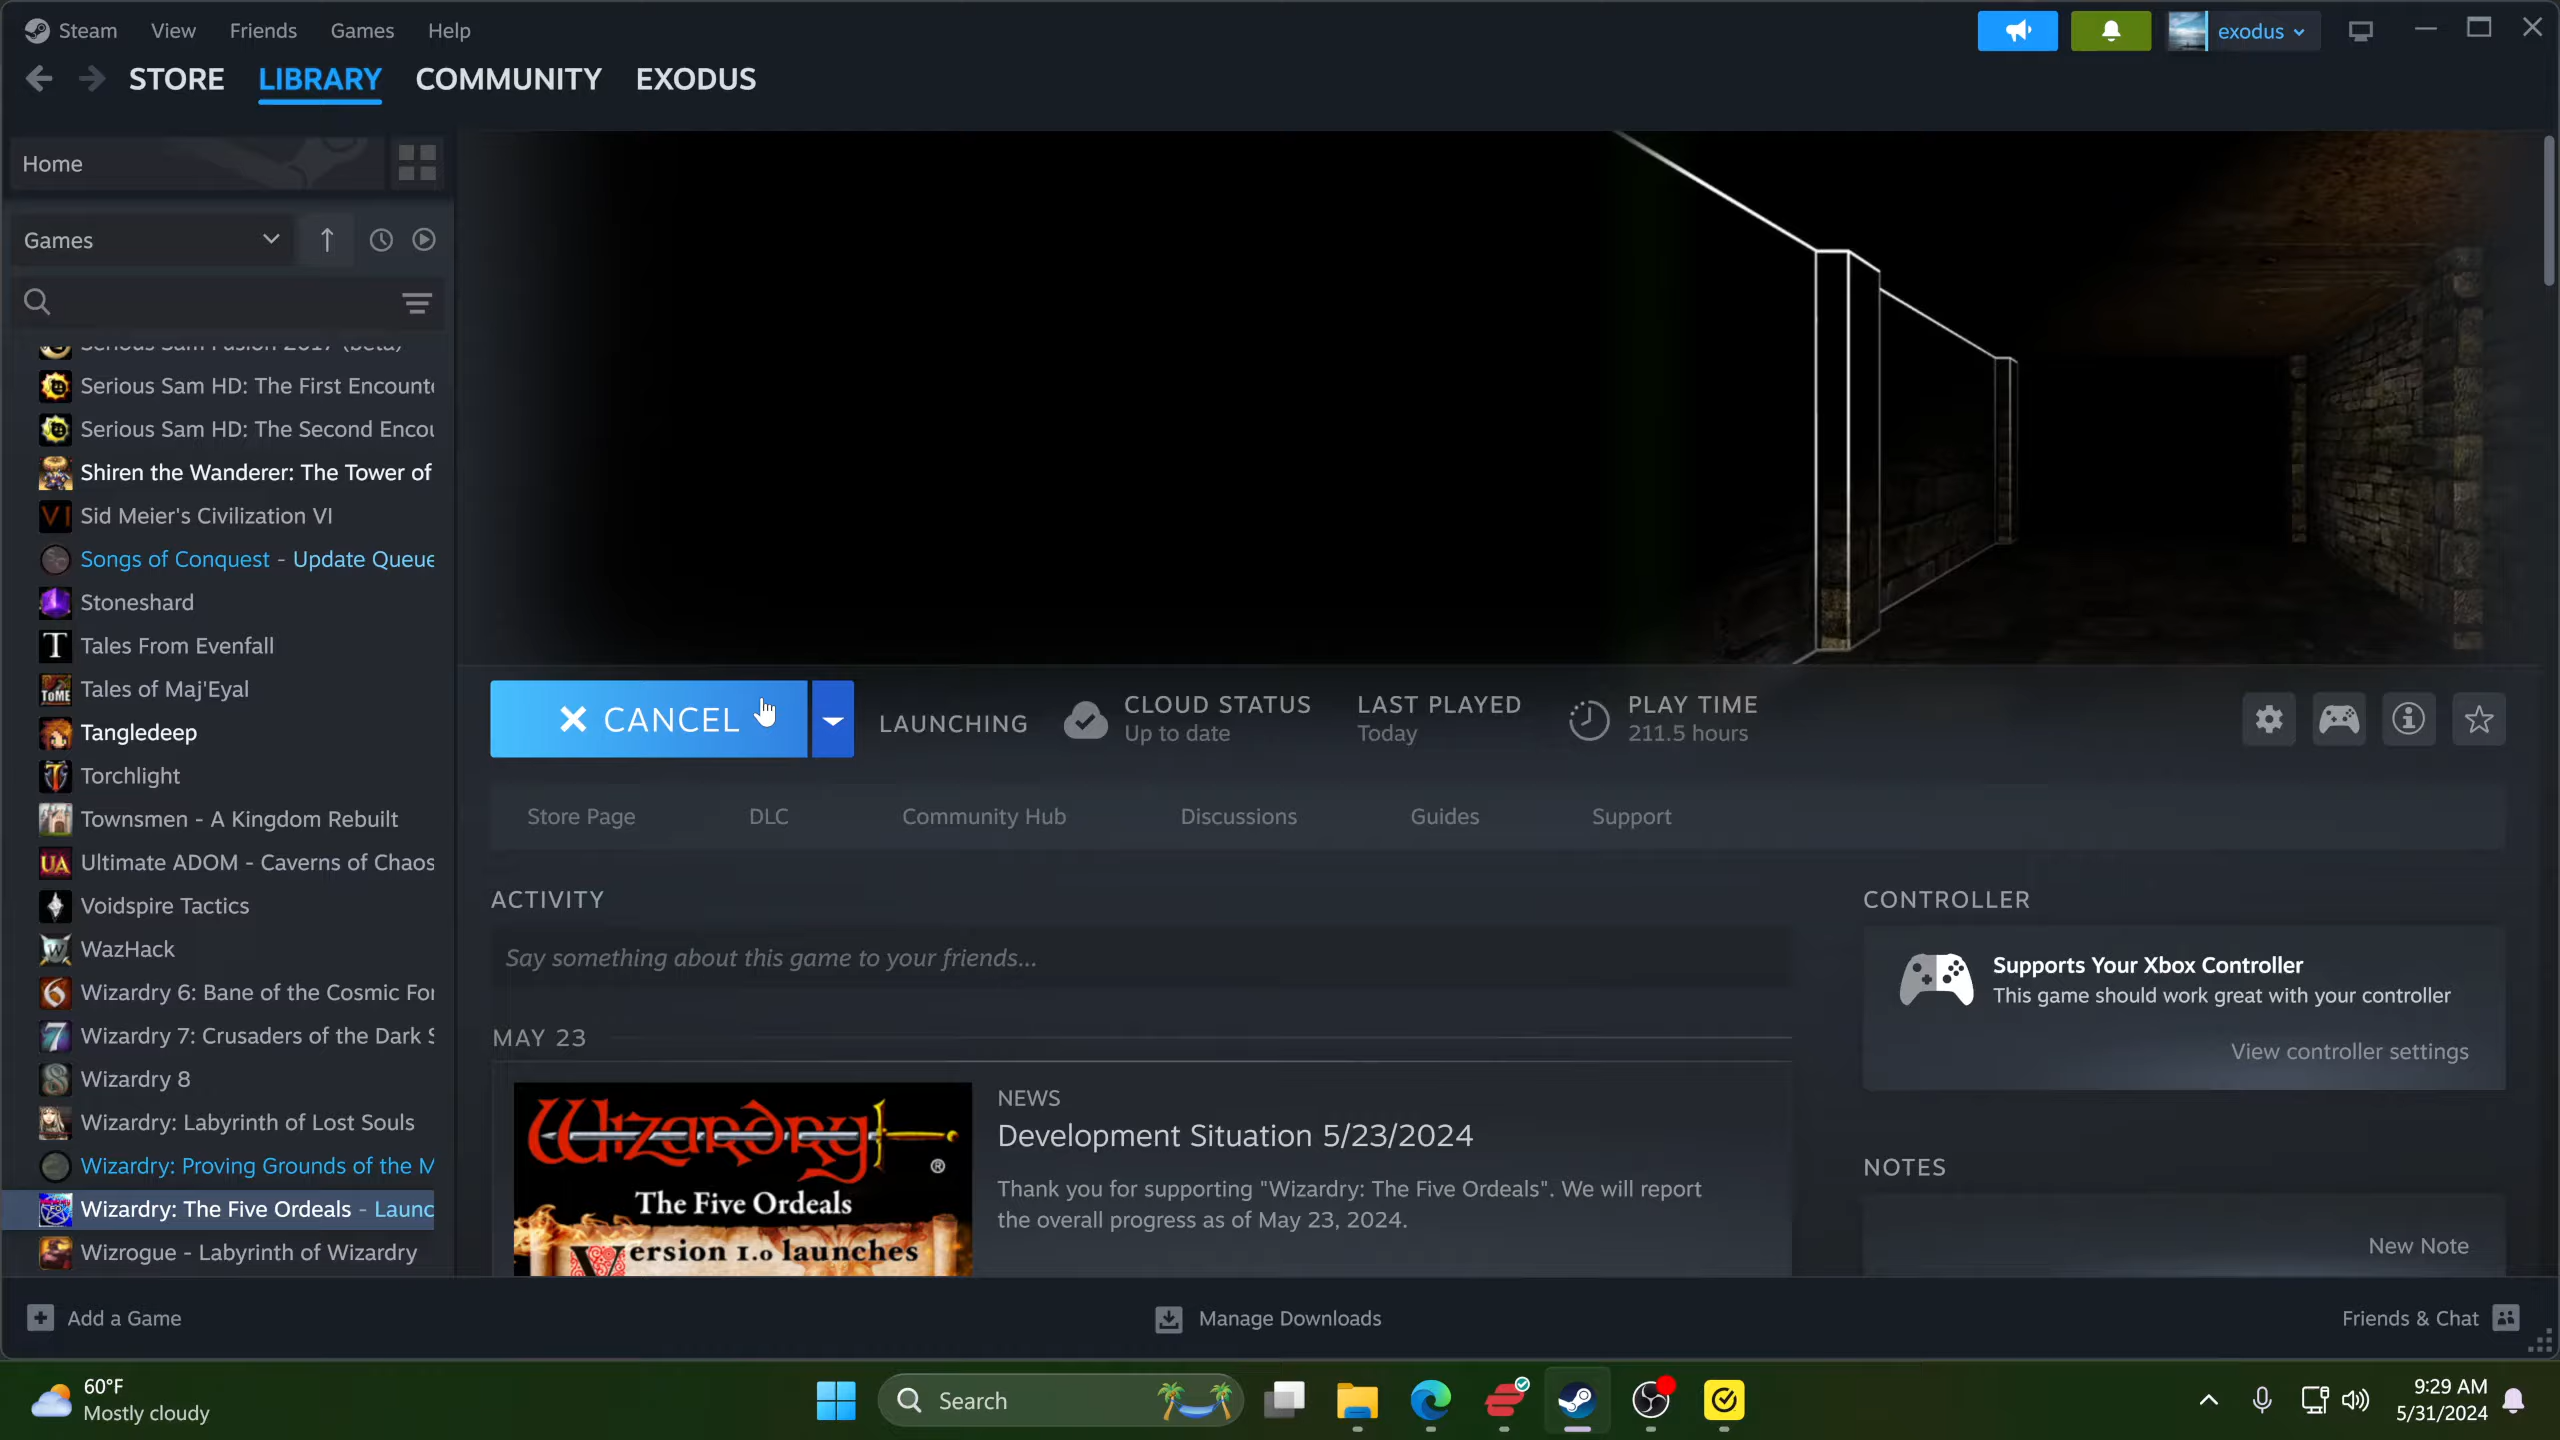 Steam View Friends Games Help
exodus
STORE LIBRARY COMMUNITY EXODUS
Home
Games
Serious Sam Fusion 2017 (beta)
Serious Sam HD: The First Encounte
Serious Sam HD: The Second Encou
Shiren the Wanderer: The Tower of
Sid Meier's Civilization VI
Songs of Conquest - Update Queue
Stoneshard
Tales From Evenfall
Tales of Maj'Eyal
Tangledeep
Torchlight
Townsmen - A Kingdom Rebuilt
Ultimate ADOM - Caverns of Chaos
Voidspire Tactics
WazHack
Wizardry 6: Bane of the Cosmic For
Wizardry 7: Crusaders of the Dark S
Wizardry 8
Wizardry: Labyrinth of Lost Souls
Wizardry: Proving Grounds of the M
Wizardry: The Five Ordeals - Launc
Wizrogue - Labyrinth of Wizardry
CANCEL
LAUNCHING
CLOUD STATUS
Up to date
LAST PLAYED
Today
PLAY TIME
211.5 hours
Store Page DLC Community Hub Discussions Guides Support
ACTIVITY
Say something about this game to your friends...
MAY 23
Wizardry ®
The Five Ordeals
Version 1.0 launches
NEWS
Development Situation 5/23/2024
Thank you for supporting "Wizardry: The Five Ordeals". We will report
the overall progress as of May 23, 2024.
CONTROLLER
Supports Your Xbox Controller
This game should work great with your controller
View controller settings
NOTES
New Note
Add a Game
Manage Downloads
Friends & Chat
60°F
Mostly cloudy
Search
9:29 AM
5/31/2024